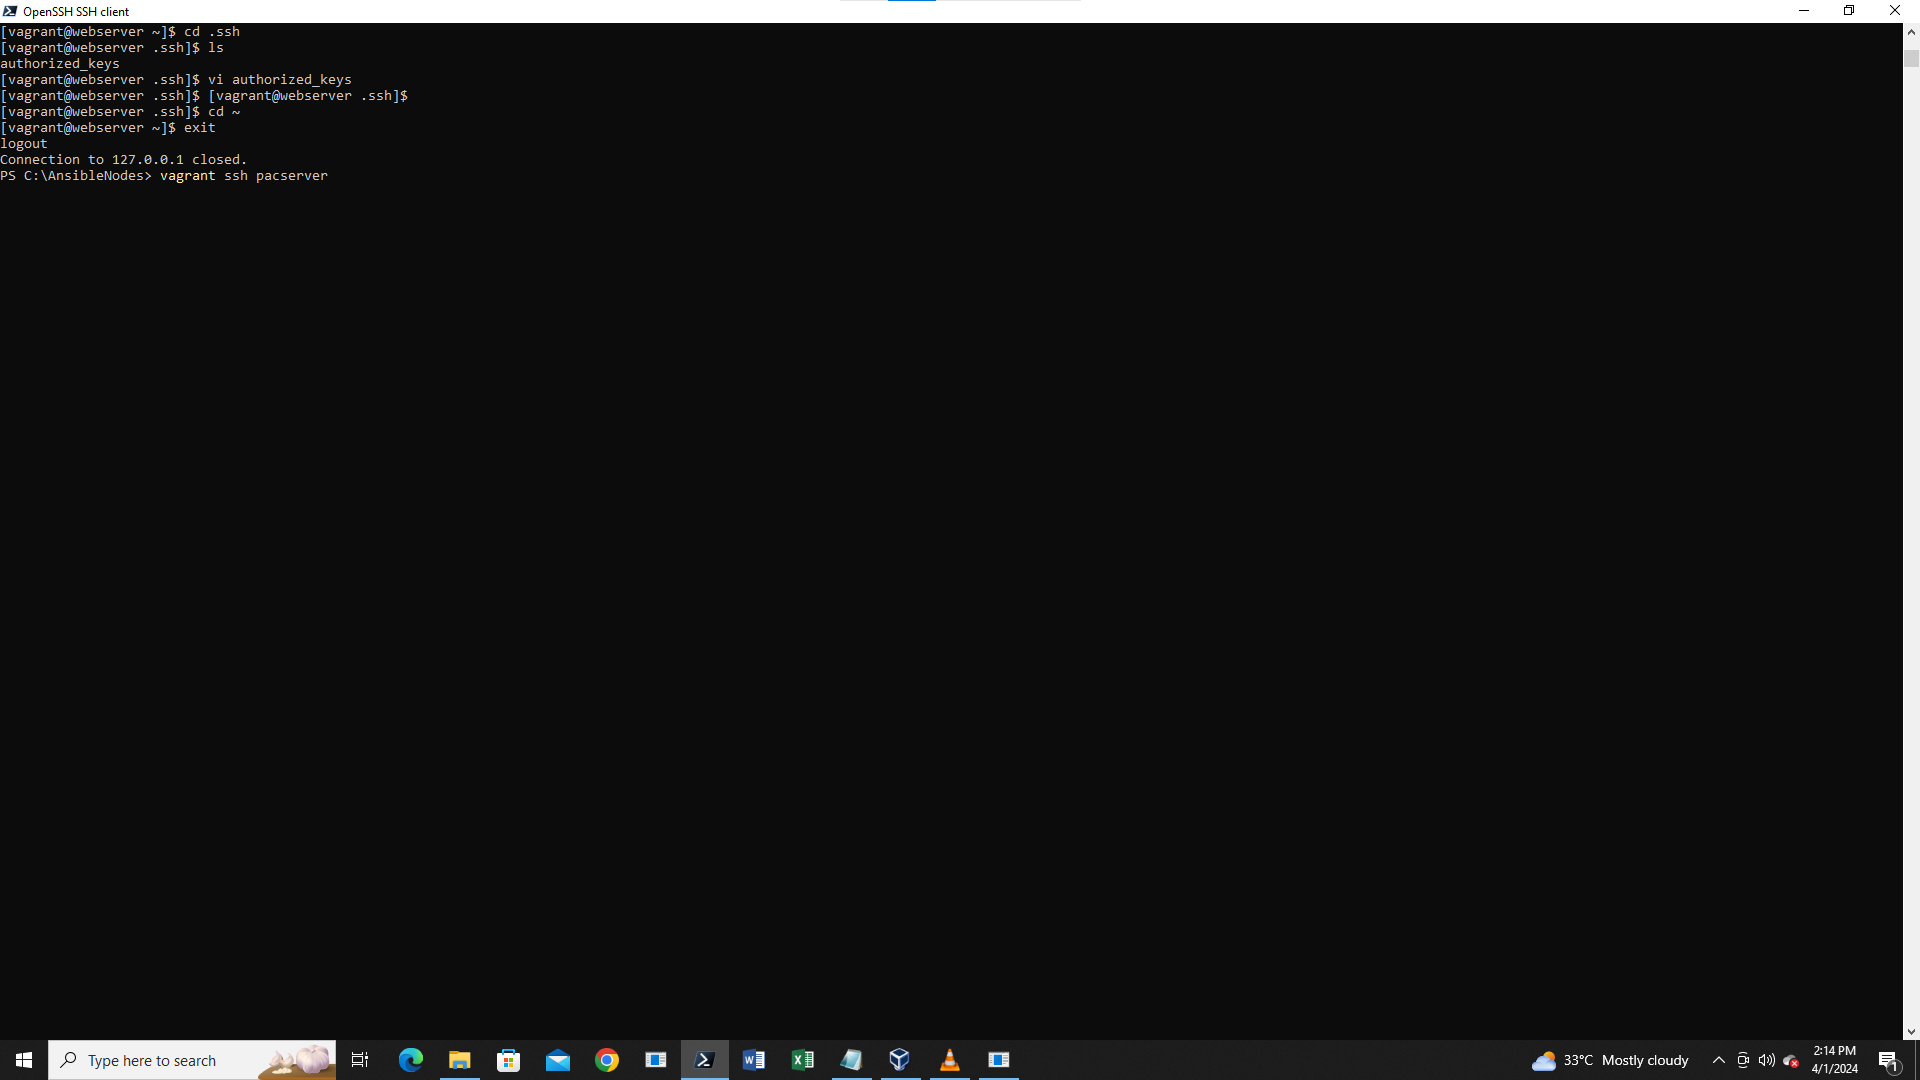 OpenSSH SSH client
[vagrant@webserver ~]$ cd .ssh
[vagrant@webserver .ssh]$ ls
authorized_keys
[vagrant@webserver .ssh]$ vi authorized_keys
[vagrant@webserver .ssh]$ [vagrant@webserver .ssh]$
[vagrant@webserver .ssh]$ cd ~
[vagrant@webserver ~]$ exit
logout
Connection to 127.0.0.1 closed.
PS C:\AnsibleNodes> vagrant ssh pacserver
Type here to search
33°C Mostly cloudy
2:14 PM
4/1/2024
1